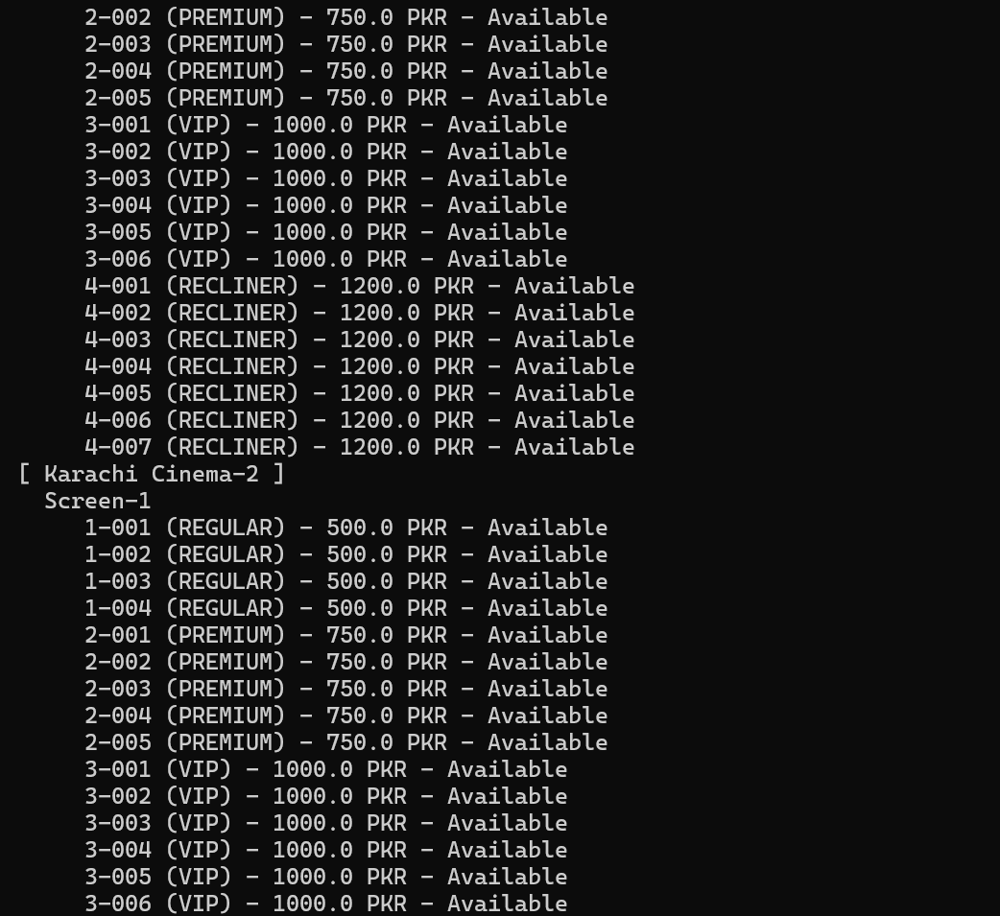 2-002 (PREMIUM) - 750.0 PKR - Available
2-003 (PREMIUM) - 750.0 PKR - Available
2-004 (PREMIUM) - 750.0 PKR - Available
2-005 (PREMIUM) - 750.0 PKR - Available
3-001 (VIP) - 1000.0 PKR - Available
3-002 (VIP) - 1000.0 PKR - Available
3-003 (VIP) - 1000.0 PKR - Available
3-004 (VIP) - 1000.0 PKR - Available
3-005 (VIP) - 1000.0 PKR - Available
3-006 (VIP) - 1000.0 PKR - Available
4-001 (RECLINER) - 1200.0 PKR - Available
4-002 (RECLINER) - 1200.0 PKR - Available
4-003 (RECLINER) - 1200.0 PKR - Available
4-004 (RECLINER) - 1200.0 PKR - Available
4-005 (RECLINER) - 1200.0 PKR - Available
4-006 (RECLINER) - 1200.0 PKR - Available
4-007 (RECLINER) - 1200.0 PKR - Available
[ Karachi Cinema-2 ]
Screen-1
1-001 (REGULAR) - 500.0 PKR - Available
1-002 (REGULAR) - 500.0 PKR - Available
1-003 (REGULAR) - 500.0 PKR - Available
1-004 (REGULAR) - 500.0 PKR - Available
2-001 (PREMIUM) - 750.0 PKR - Available
2-002 (PREMIUM) - 750.0 PKR - Available
2-003 (PREMIUM) - 750.0 PKR - Available
2-004 (PREMIUM) - 750.0 PKR - Available
2-005 (PREMIUM) - 750.0 PKR - Available
3-001 (VIP) - 1000.0 PKR - Available
3-002 (VIP) - 1000.0 PKR - Available
3-003 (VIP) - 1000.0 PKR - Available
3-004 (VIP) - 1000.0 PKR - Available
3-005 (VIP) - 1000.0 PKR - Available
3-006 (VIP) - 1000.0 PKR - Available